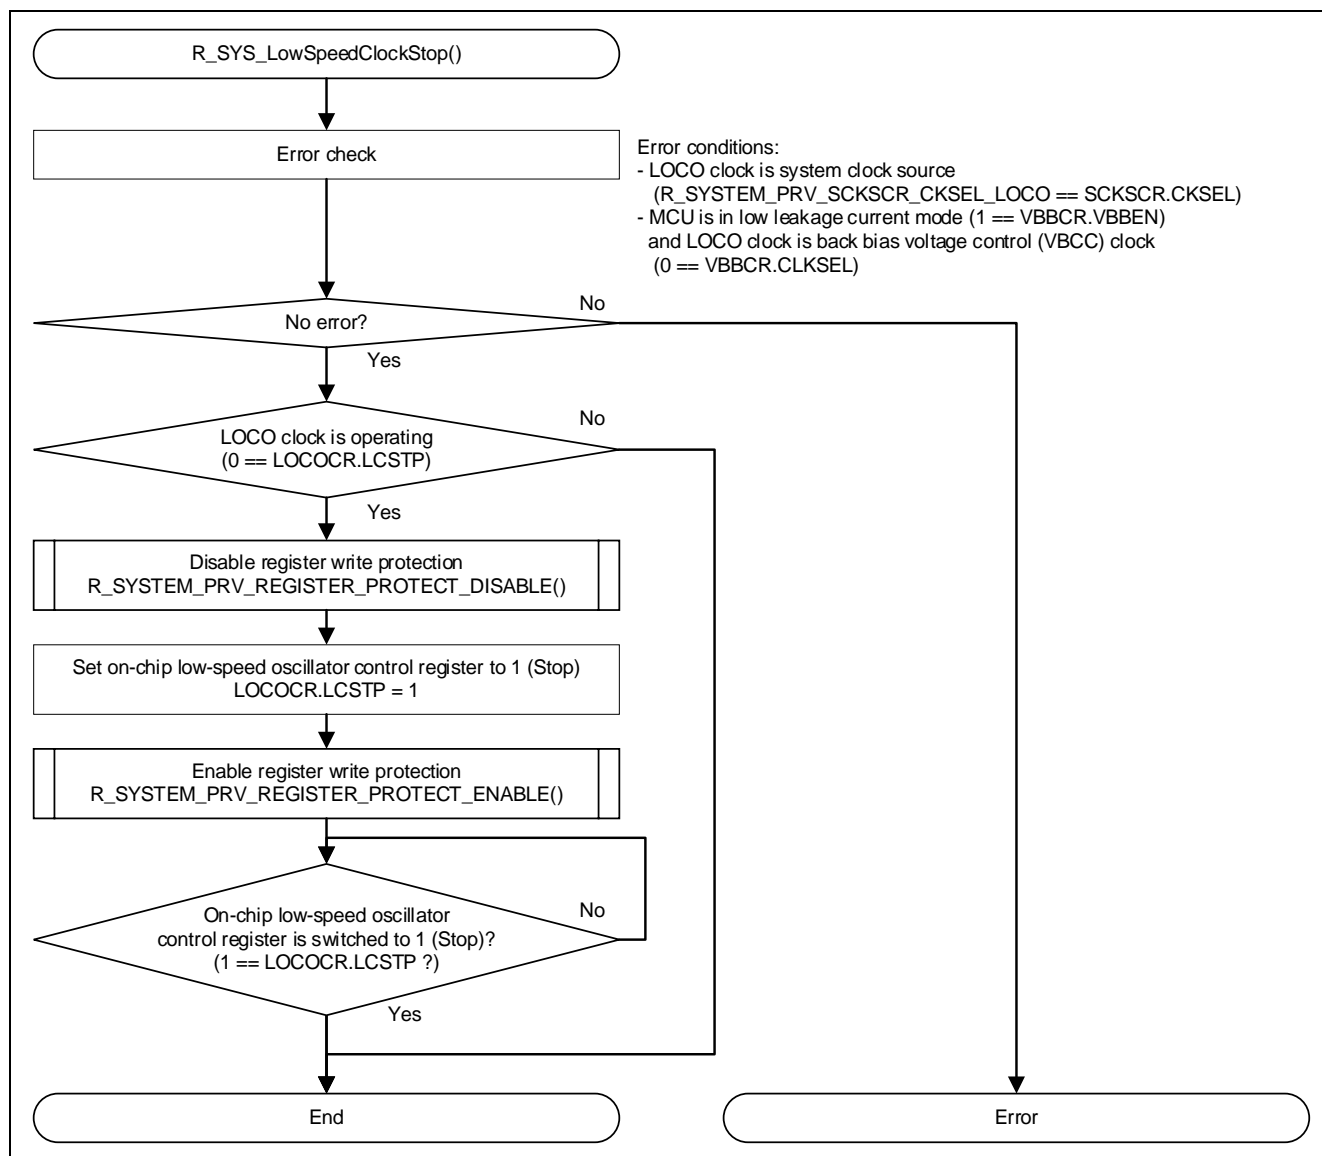 R_SYS_LowSpeedClockStop()
Error check
Error conditions:
- LOCO clock is system clock source
(R_SYSTEM_PRV_SCKSCR_CKSEL_LOCO == SCKSCR.CKSEL)
- MCU is in low leakage current mode (1 == VBBCR.VBBEN)
and LOCO clock is back bias voltage control (VBCC) clock
(0 == VBBCR.CLKSEL)
No error?
No
Yes
LOCO clock is operating
(0 == LOCOCR.LCSTP)
No
Yes
Disable register write protection
R_SYSTEM_PRV_REGISTER_PROTECT_DISABLE()
Set on-chip low-speed oscillator control register to 1 (Stop)
LOCOCR.LCSTP = 1
Enable register write protection
R_SYSTEM_PRV_REGISTER_PROTECT_ENABLE()
On-chip low-speed oscillator
control register is switched to 1 (Stop)?
(1 == LOCOCR.LCSTP ?)
No
Yes
End
Error